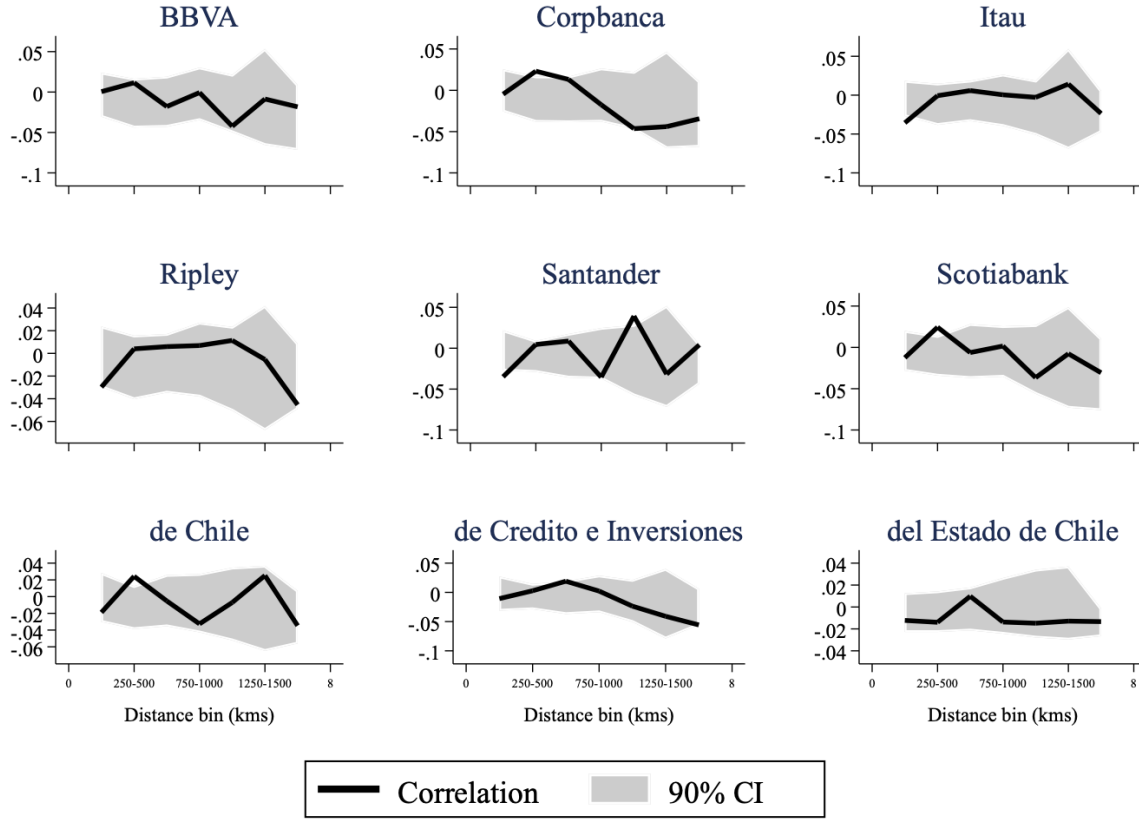 BBVA
.05
0
-.05
-.1
Corpbanca
.05
0
-.05
-.1
Itau
.05
0
-.05
-.1
Ripley
.04
.02
0
-.02
-.04
-.06
Santander
.05
0
-.05
-.1
Scotiabank
.05
0
-.05
-.1
de Chile
.04
.02
0
-.02
-.04
-.06
0 250-500 750-1000 1250-1500 8
Distance bin (kms)
de Credito e Inversiones
.05
0
-.05
-.1
0 250-500 750-1000 1250-1500 8
Distance bin (kms)
del Estado de Chile
.04
.02
0
-.02
-.04
0 250-500 750-1000 1250-1500 8
Distance bin (kms)
Correlation 90% CI